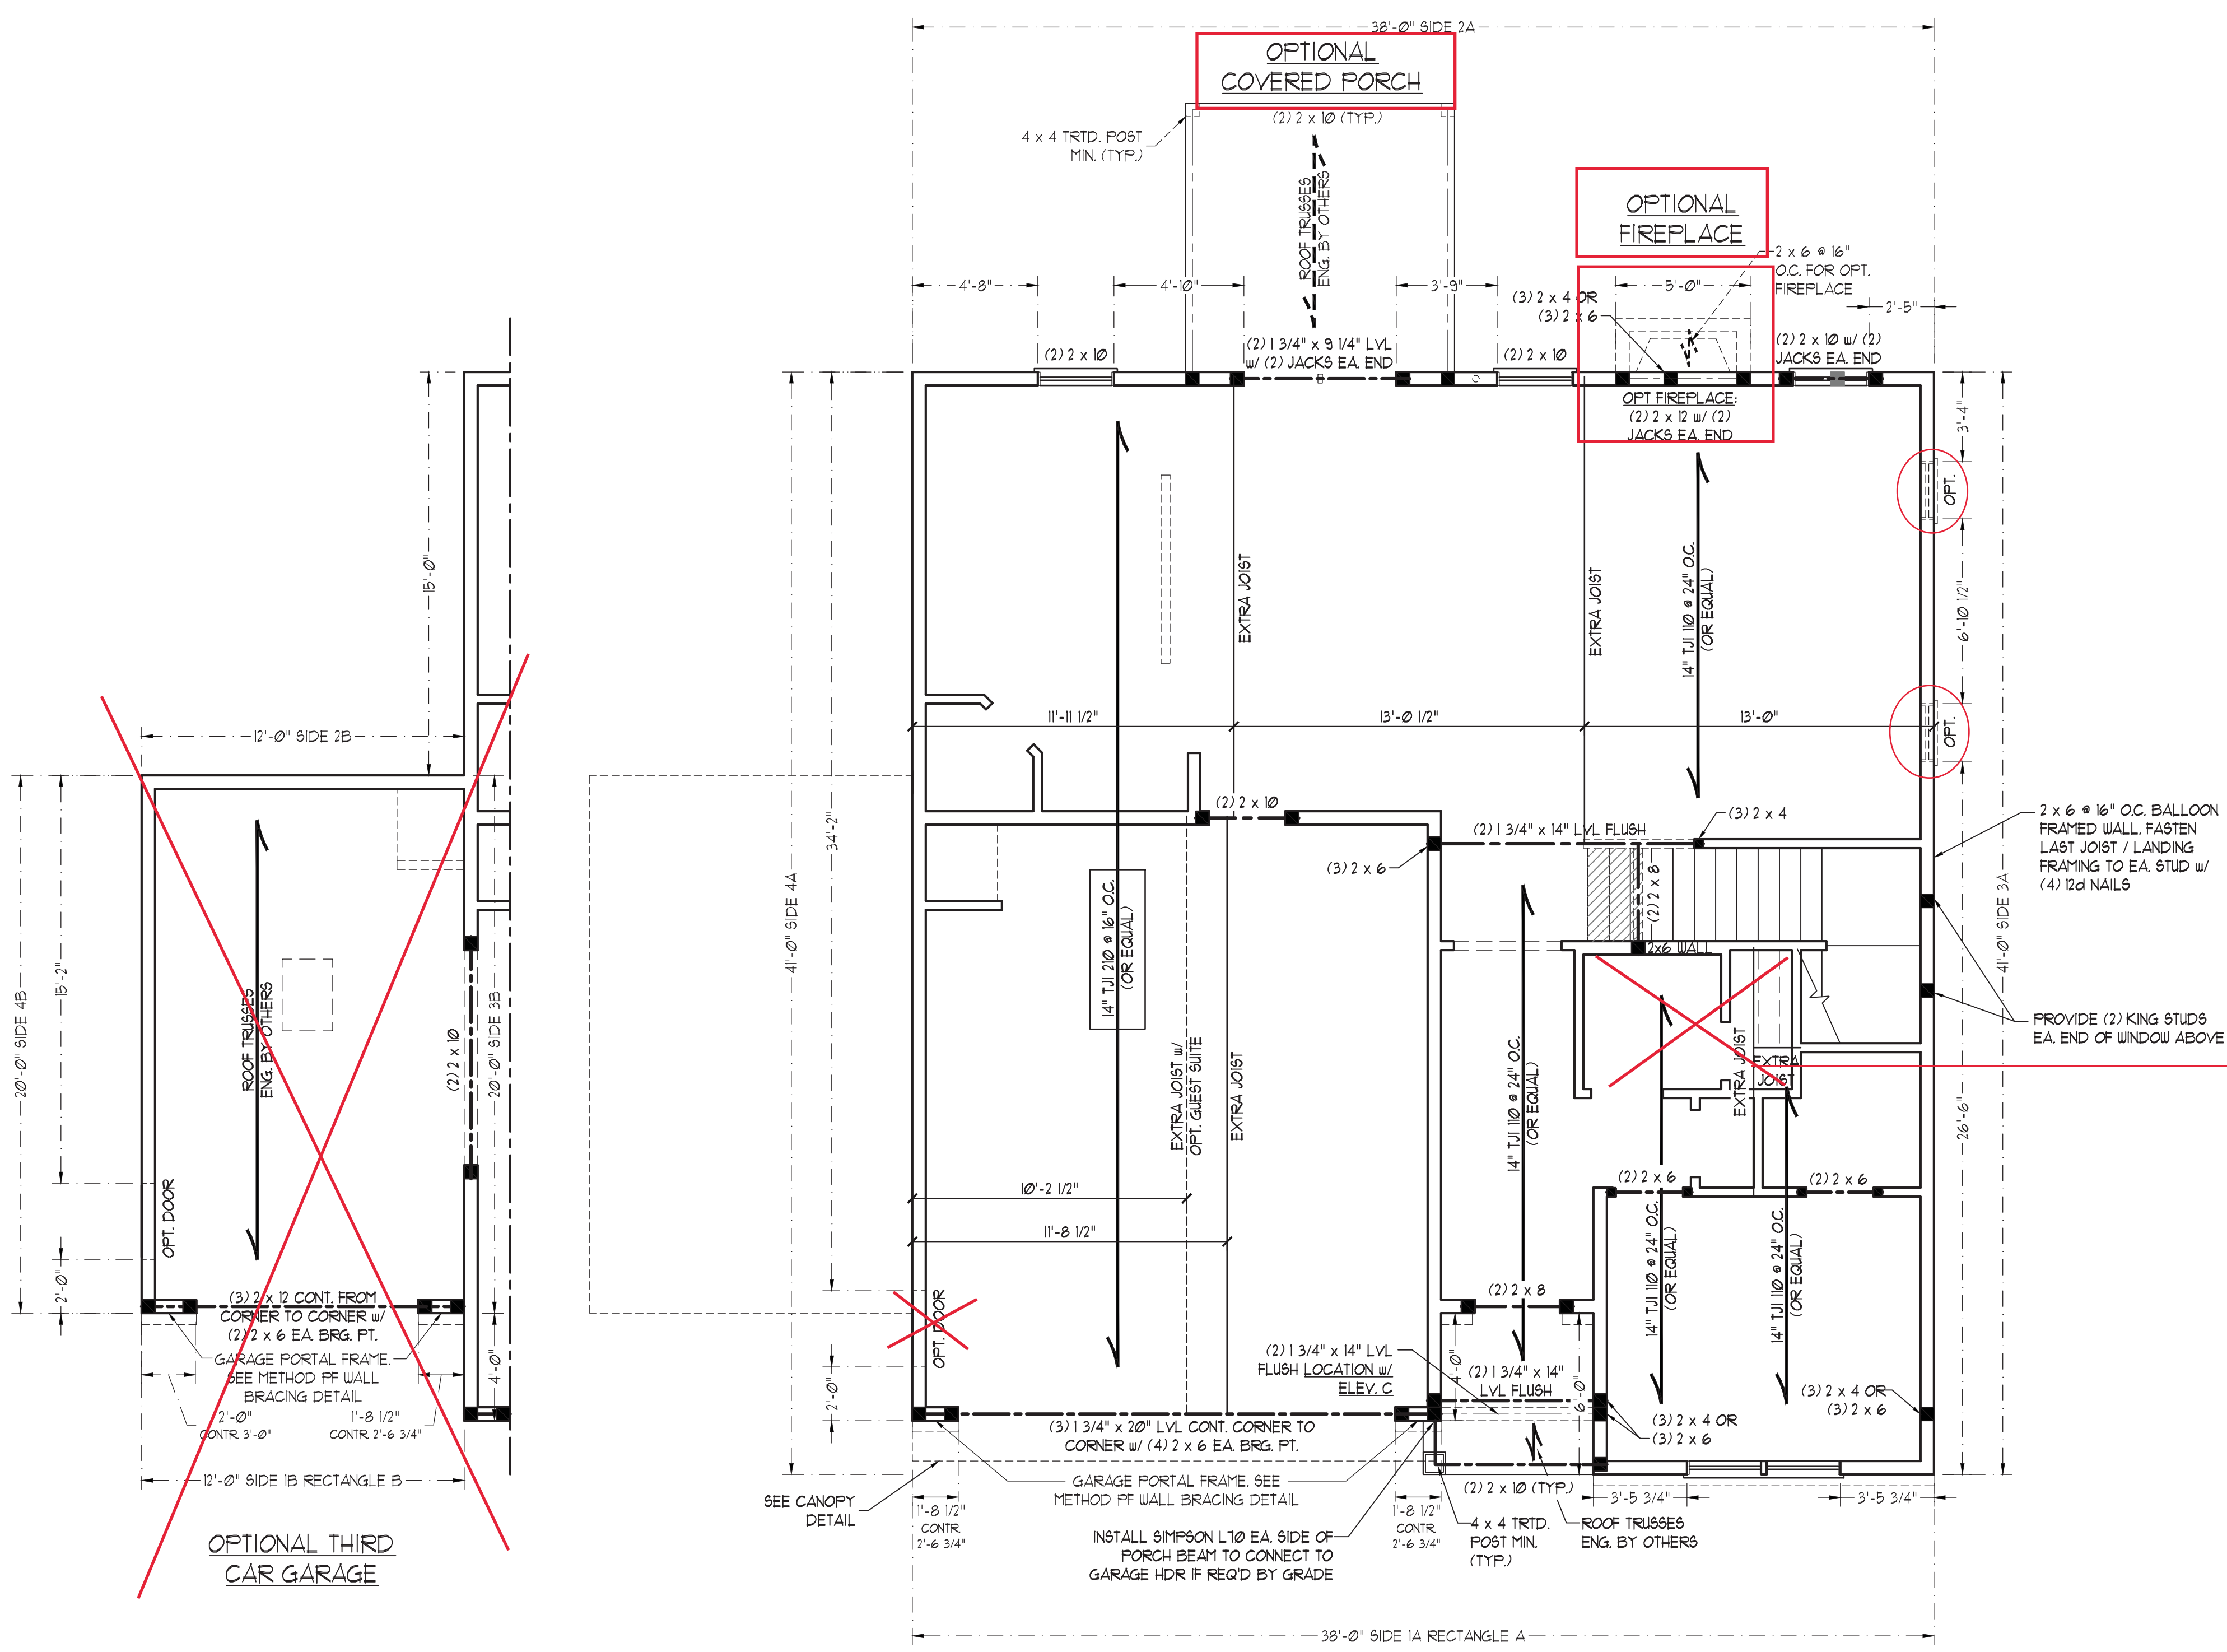 38'-0" SIDE 2A
OPTIONAL
COVERED PORCH
(2) 2 x 10 (TYP.)
4 x 4 TRTD. POST
MIN. (TYP.)
ROOF TRUSSES
ENG. BY OTHERS
OPTIONAL
FIREPLACE
2 x 6 @ 16"
O.C. FOR OPT.
FIREPLACE
4'-8"
4'-10"
3'-9"
5'-0"
2'-5"
(3) 2 x 4 OR
(3) 2 x 6
(2) 2 x 10
(2) 1 3/4" x 9 1/4" LVL
w/ (2) JACKS EA. END
(2) 2 x 10
(2) 2 x 10 w/ (2)
JACKS EA. END
OPT FIREPLACE:
(2) 2 x 12 w/ (2)
JACKS EA. END
3'-4"
OPT.
6'-10 1/2"
OPT.
15'-0"
EXTRA JOIST
EXTRA JOIST
14" TJI 110 @ 24" O.C.
(OR EQUAL)
11'-11 1/2"
13'-0 1/2"
13'-0"
12'-0" SIDE 2B
34'-2"
41'-0" SIDE 4A
(2) 2 x 10
(2) 1 3/4" x 14" LVL FLUSH
(3) 2 x 4
(3) 2 x 6
(2) 2 x 8
2x6 WALL
2 x 6 @ 16" O.C. BALLOON
FRAMED WALL. FASTEN
LAST JOIST / LANDING
FRAMING TO EA. STUD w/
(4) 12d NAILS
41'-0" SIDE 3A
PROVIDE (2) KING STUDS
EA. END OF WINDOW ABOVE
14" TJI 210 @ 16" O.C.
(OR EQUAL)
20'-0" SIDE 4B
15'-2"
ROOF TRUSSES
ENG. BY OTHERS
(2) 2 x 10
20'-0" SIDE 3B
OPT. DOOR
2'-0"
EXTRA JOIST w/
OPT. GUEST SUITE
EXTRA JOIST
14" TJI 110 @ 24" O.C.
(OR EQUAL)
EXTRA JOIST
EXTRA
JOIST
26'-6"
10'-2 1/2"
11'-8 1/2"
(2) 2 x 6
(2) 2 x 6
14" TJI 110 @ 24" O.C.
(OR EQUAL)
14" TJI 110 @ 24" O.C.
(OR EQUAL)
(2) 2 x 8
(3) 2 x 12 CONT. FROM
CORNER TO CORNER w/
(2) 2 x 6 EA. BRG. PT.
GARAGE PORTAL FRAME.
SEE METHOD PF WALL
BRACING DETAIL
2'-0"
CONTR. 3'-0"
1'-8 1/2"
CONTR. 2'-6 3/4"
4'-0"
12'-0" SIDE 1B RECTANGLE B
OPTIONAL THIRD
CAR GARAGE
OPT. DOOR
2'-0"
(2) 1 3/4" x 14" LVL
FLUSH LOCATION w/
ELEV. C
4'-0"
(2) 1 3/4" x 14"
LVL FLUSH
6'-0"
(3) 2 x 4 OR
(3) 2 x 6
(3) 2 x 4 OR
(3) 2 x 6
(3) 1 3/4" x 20" LVL CONT. CORNER TO
CORNER w/ (4) 2 x 6 EA. BRG. PT.
GARAGE PORTAL FRAME. SEE
METHOD PF WALL BRACING DETAIL
SEE CANOPY
DETAIL
1'-8 1/2"
CONTR.
2'-6 3/4"
1'-8 1/2"
CONTR.
2'-6 3/4"
(2) 2 x 10 (TYP.)
3'-5 3/4"
3'-5 3/4"
INSTALL SIMPSON L70 EA. SIDE OF
PORCH BEAM TO CONNECT TO
GARAGE HDR IF REQ'D BY GRADE
4 x 4 TRTD.
POST MIN.
(TYP.)
ROOF TRUSSES
ENG. BY OTHERS
38'-0" SIDE 1A RECTANGLE A